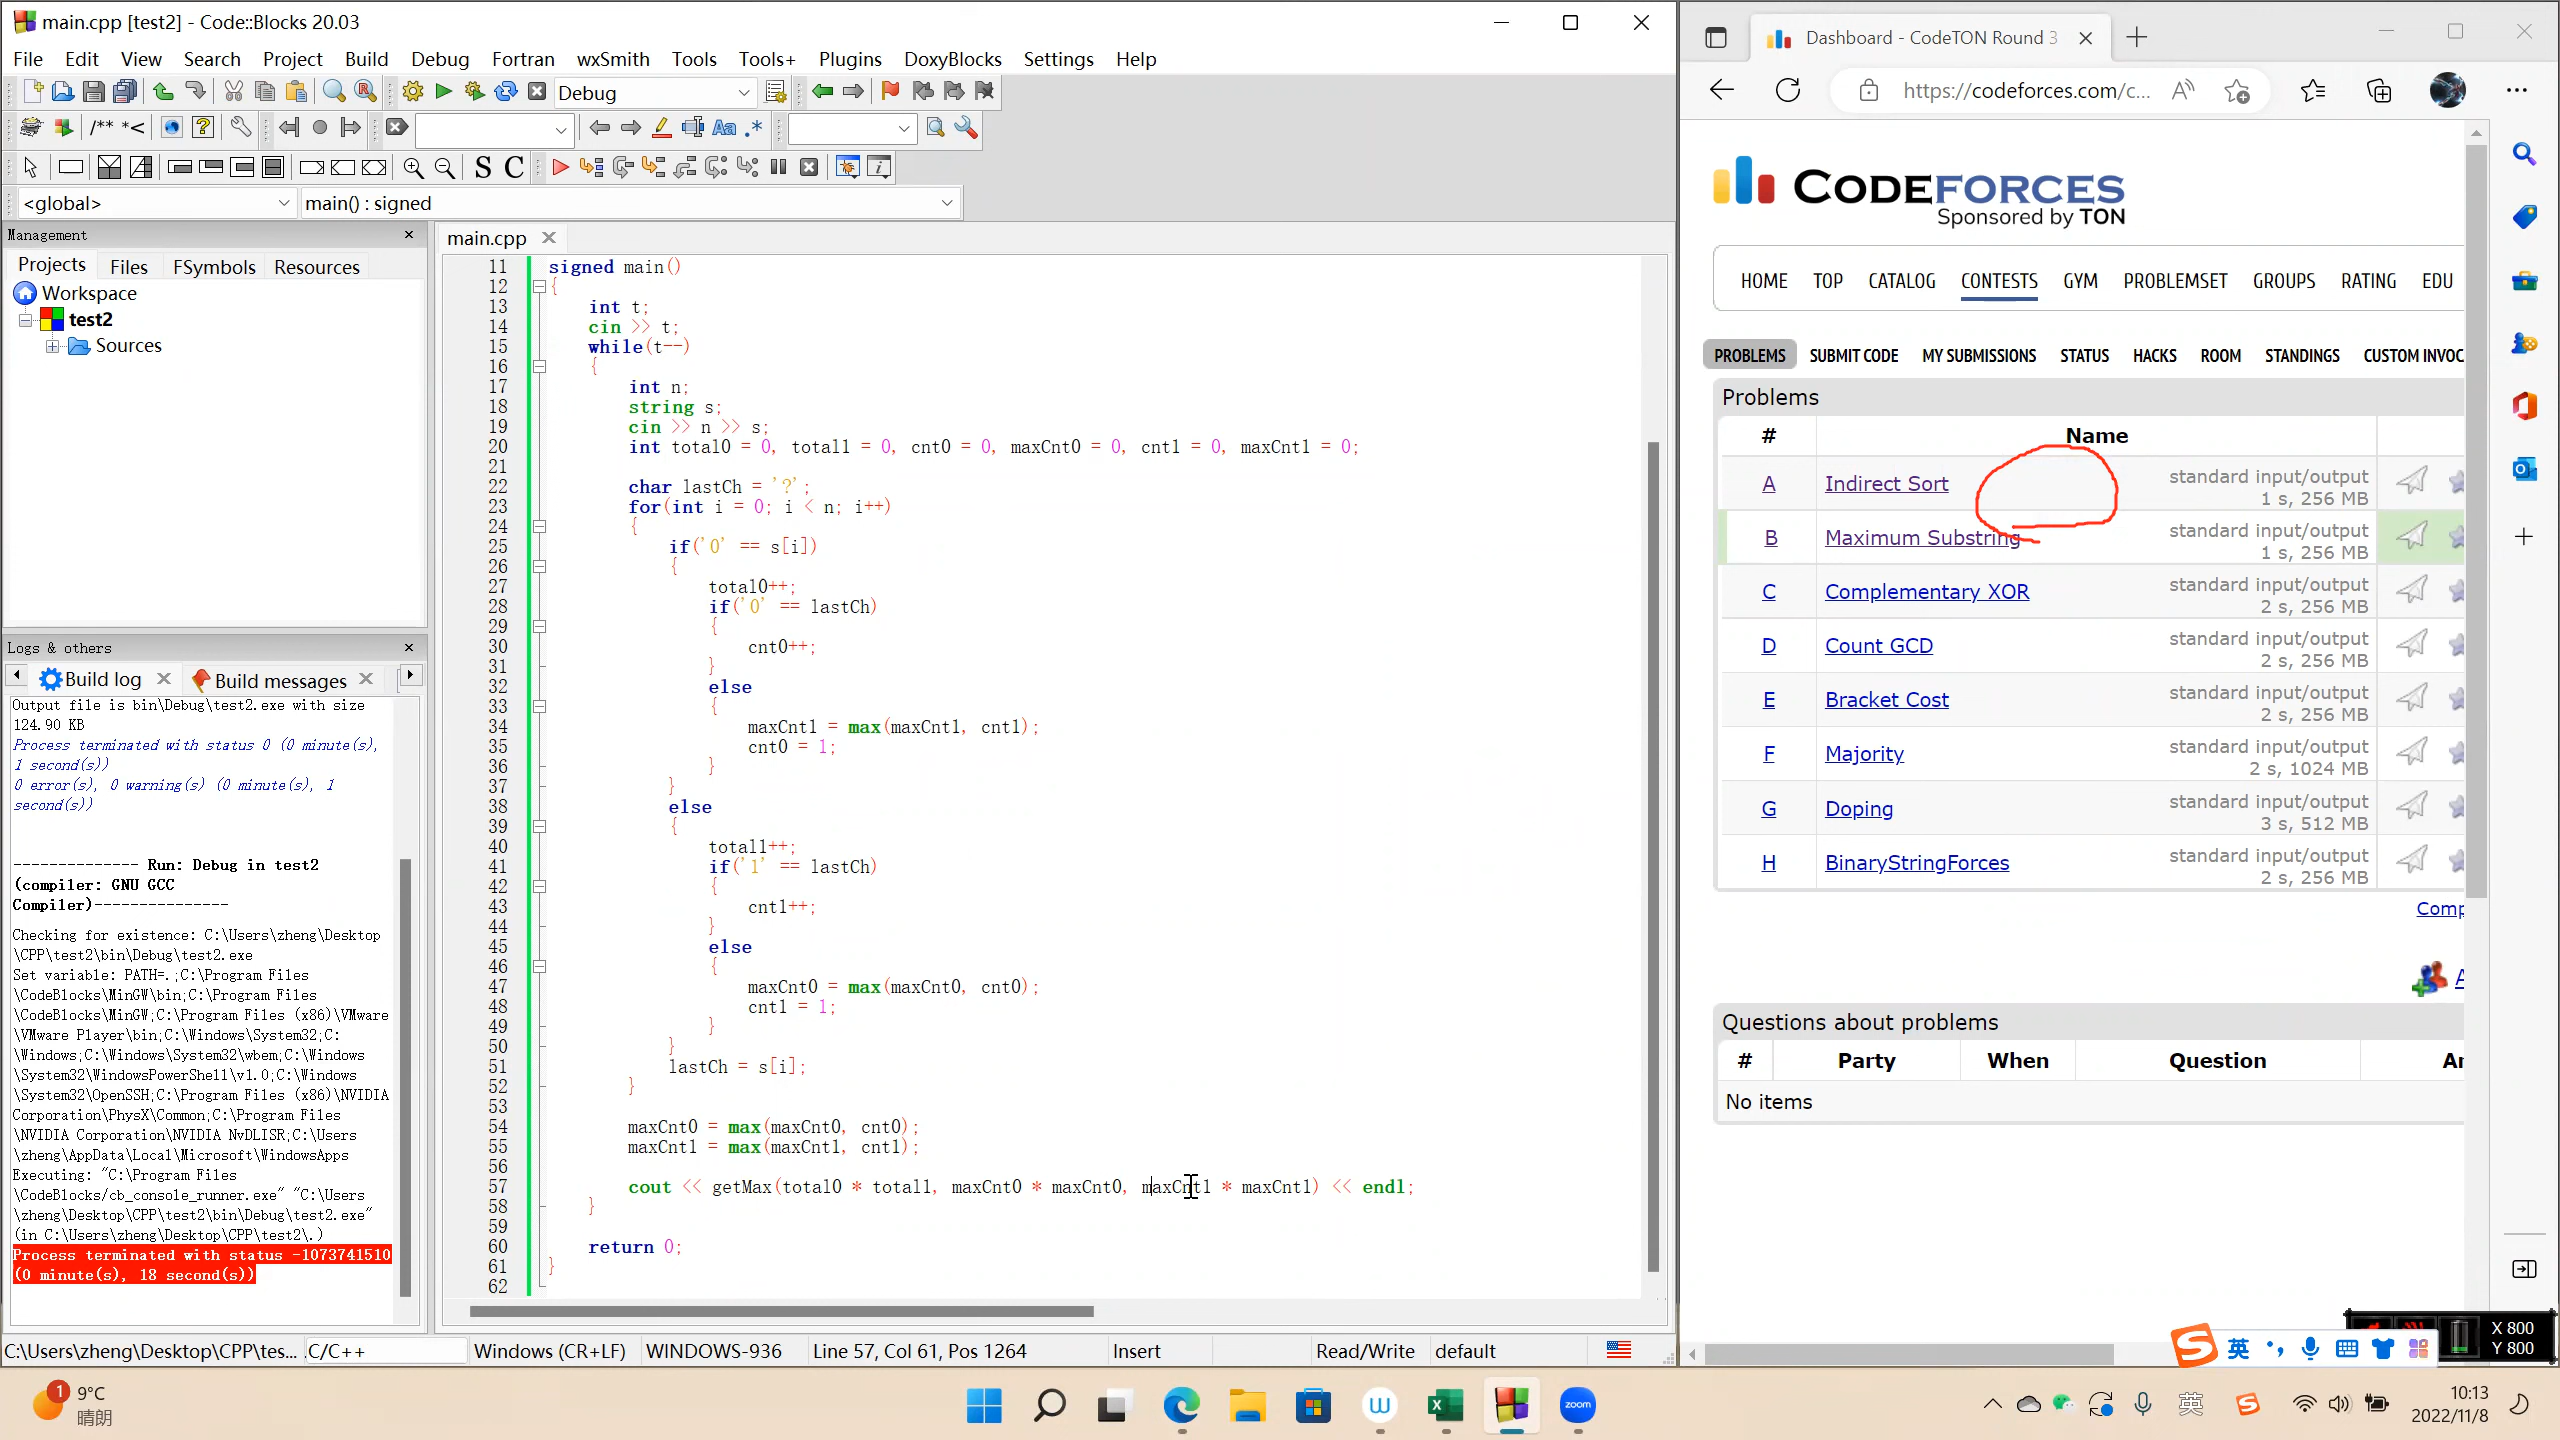 main.cpp [test2] - Code::Blocks 20.03
File Edit View Search Project Build Debug Fortran wxSmith Tools Tools+ Plugins DoxyBlocks Settings Help
Debug
/** *<
Aa .*
S C
<global>
main() : signed
Management
Projects Files FSymbols Resources
Workspace
test2
Sources
Logs & others
Build log
Build messages
Output file is bin\Debug\test2.exe with size
124.90 KB
Process terminated with status 0 (0 minute(s),
1 second(s))
0 error(s), 0 warning(s) (0 minute(s), 1
second(s))
-------------- Run: Debug in test2
(compiler: GNU GCC
Compiler)---------------
Checking for existence: C:\Users\zheng\Desktop
\CPP\test2\bin\Debug\test2.exe
Set variable: PATH=.;C:\Program Files
\CodeBlocks\MinGW\bin;C:\Program Files
\CodeBlocks\MinGW;C:\Program Files (x86)\VMware
\VMware Player\bin;C:\Windows\System32;C:
\Windows;C:\Windows\System32\wbem;C:\Windows
\System32\WindowsPowerShell\v1.0;C:\Windows
\System32\OpenSSH;C:\Program Files (x86)\NVIDIA
Corporation\PhysX\Common;C:\Program Files
\NVIDIA Corporation\NVIDIA NvDLISR;C:\Users
\zheng\AppData\Local\Microsoft\WindowsApps
Executing: "C:\Program Files
\CodeBlocks/cb_console_runner.exe" "C:\Users
\zheng\Desktop\CPP\test2\bin\Debug\test2.exe"
(in C:\Users\zheng\Desktop\CPP\test2\.)
Process terminated with status -1073741510
(0 minute(s), 18 second(s))
main.cpp
11 signed main()
12 {
13 int t;
14 cin >> t;
15 while(t--)
16 {
17 int n;
18 string s;
19 cin >> n >> s;
20 int total0 = 0, total1 = 0, cnt0 = 0, maxCnt0 = 0, cnt1 = 0, maxCnt1 = 0;
21
22 char lastCh = '?';
23 for(int i = 0; i < n; i++)
24 {
25 if('0' == s[i])
26 {
27 total0++;
28 if('0' == lastCh)
29 {
30 cnt0++;
31 }
32 else
33 {
34 maxCnt1 = max(maxCnt1, cnt1);
35 cnt0 = 1;
36 }
37 }
38 else
39 {
40 total1++;
41 if('1' == lastCh)
42 {
43 cnt1++;
44 }
45 else
46 {
47 maxCnt0 = max(maxCnt0, cnt0);
48 cnt1 = 1;
49 }
50 }
51 lastCh = s[i];
52 }
53
54 maxCnt0 = max(maxCnt0, cnt0);
55 maxCnt1 = max(maxCnt1, cnt1);
56
57 cout << getMax(total0 * total1, maxCnt0 * maxCnt0, maxCnt1 * maxCnt1) << endl;
58 }
59
60 return 0;
61 }
62
C:\Users\zheng\Desktop\CPP\tes... C/C++ Windows (CR+LF) WINDOWS-936 Line 57, Col 61, Pos 1264 Insert Read/Write default
Dashboard - CodeTON Round 3
https://codeforces.com/c...
CODEFORCES
Sponsored by TON
HOME TOP CATALOG CONTESTS GYM PROBLEMSET GROUPS RATING EDU
PROBLEMS SUBMIT CODE MY SUBMISSIONS STATUS HACKS ROOM STANDINGS CUSTOM INVOC
Problems
# Name
A Indirect Sort standard input/output
1 s, 256 MB
B Maximum Substring standard input/output
1 s, 256 MB
C Complementary XOR standard input/output
2 s, 256 MB
D Count GCD standard input/output
2 s, 256 MB
E Bracket Cost standard input/output
2 s, 256 MB
F Majority standard input/output
2 s, 1024 MB
G Doping standard input/output
3 s, 512 MB
H BinaryStringForces standard input/output
2 s, 256 MB
Comp
A
Questions about problems
# Party When Question An
No items
X 800
Y 800
英
1
9°C
晴朗
zoom
英
10:13
2022/11/8